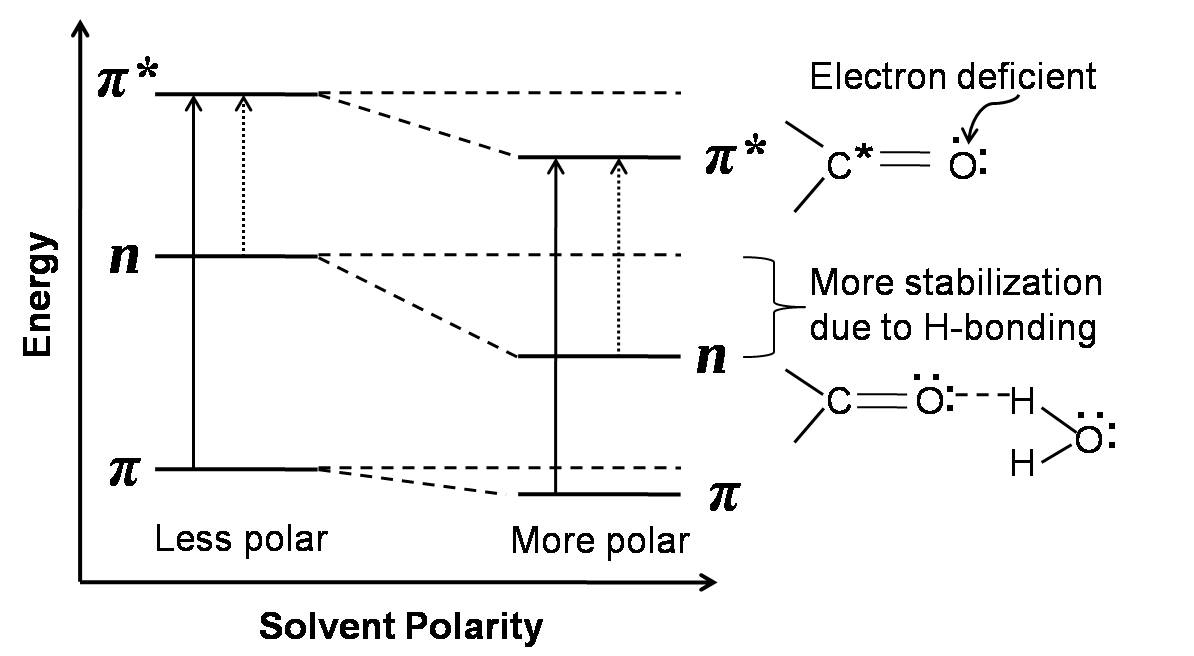 π*
Electron deficient
π*
C* O:
n
More stabilization
due to H-bonding
n
C O: H
O:
H
π
π
Less polar
More polar
Energy
Solvent Polarity